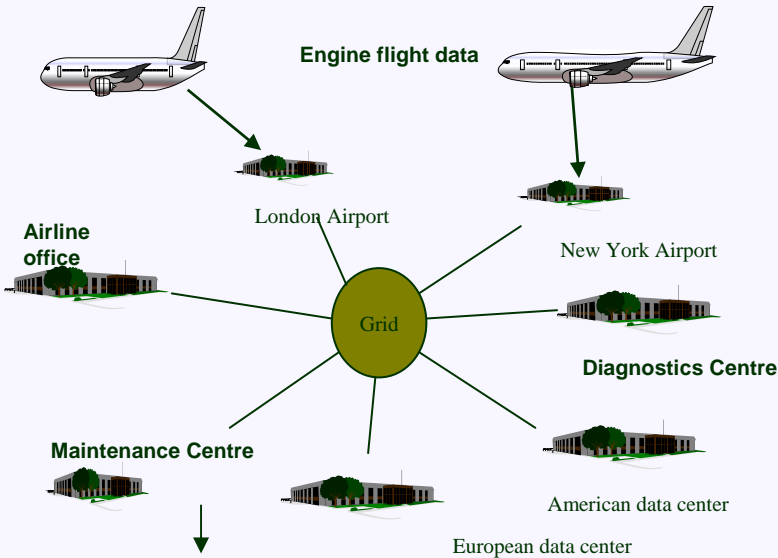 Engine flight data
London Airport
Airline
office
New York Airport
Grid
Diagnostics Centre
Maintenance Centre
American data center
European data center